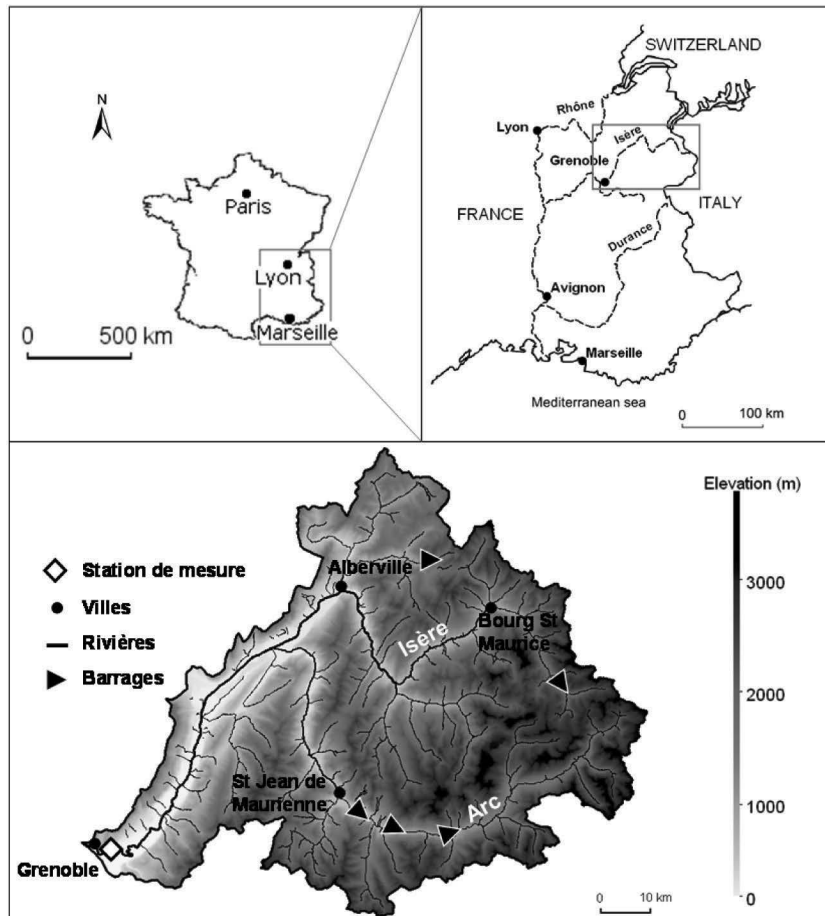 N
Paris
Lyon
Marseille
0 500 km
SWITZERLAND
Rhône
Lyon
Isère
Grenoble
ITALY
FRANCE
Durance
Avignon
Marseille
Mediterranean sea
0 100 km
Elevation (m)
3000
2000
1000
0
Station de mesure
Villes
Rivières
Barrages
Alberville
Bourg St
Maurice
Isère
St Jean de
Maurienne
Arc
Grenoble
0 10 km